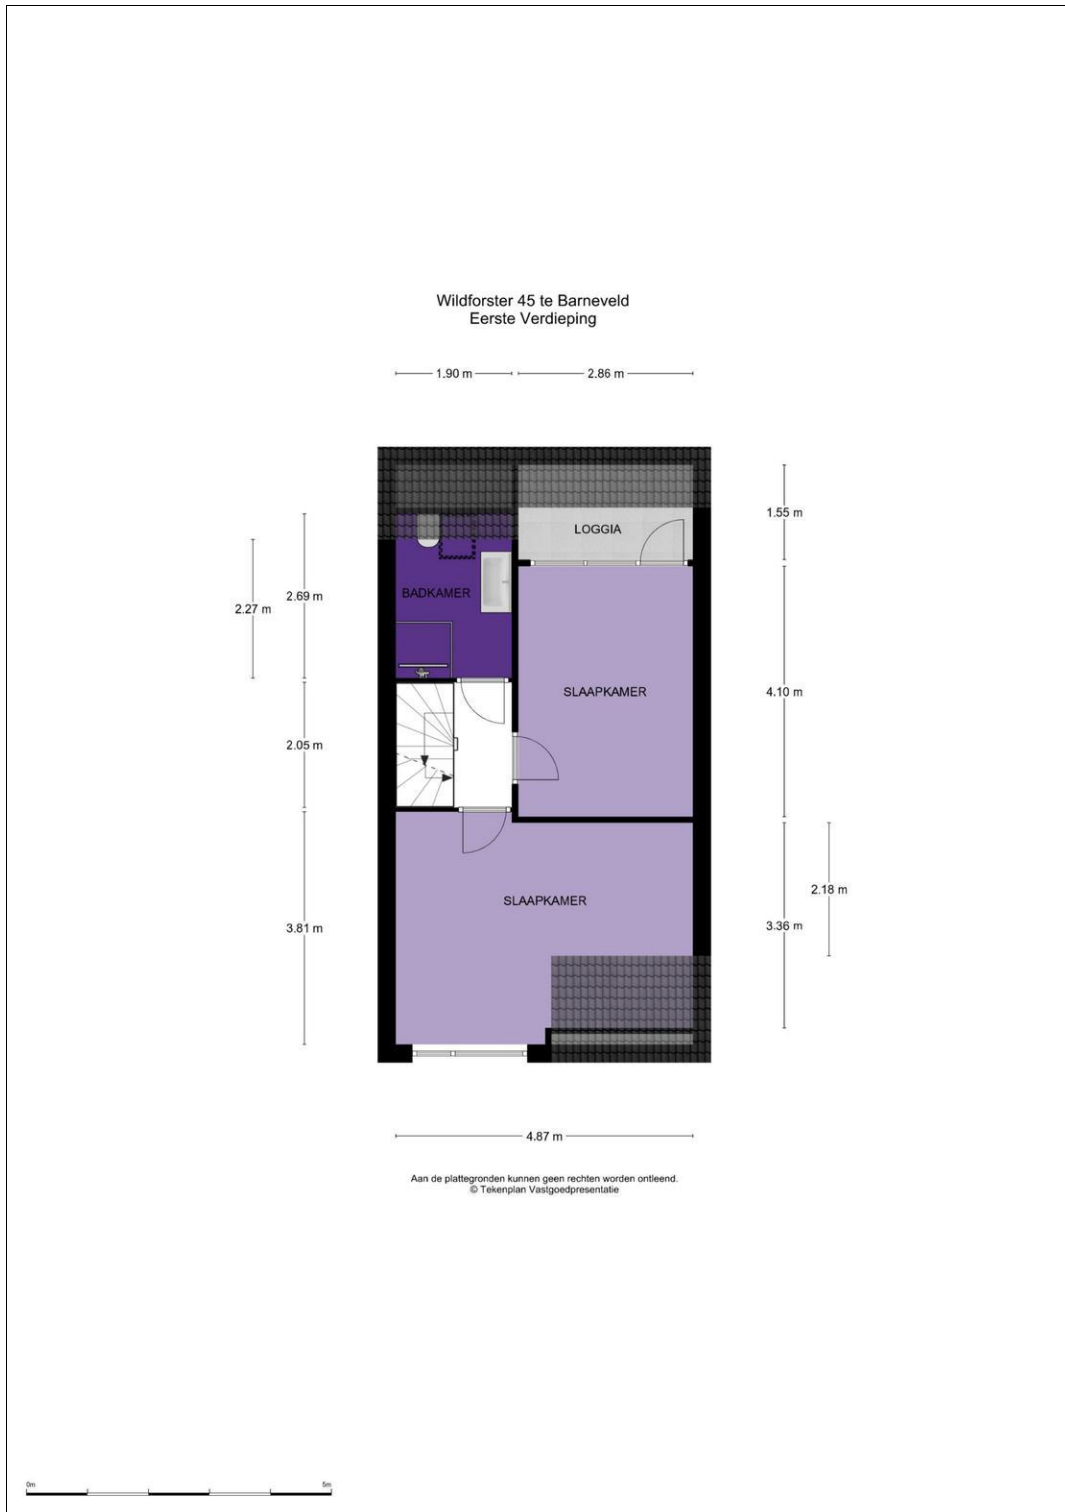 Wildforster 45 te Barneveld
Eerste Verdieping
1.90 m
2.86 m
1.55 m
LOGGIA
2.69 m
BADKAMER
2.27 m
SLAAPKAMER
4.10 m
2.05 m
2.18 m
SLAAPKAMER
3.36 m
3.81 m
4.87 m
Aan de plattegronden kunnen geen rechten worden ontleend.
© Tekenplan Vastgoedpresentatie
0m
5m